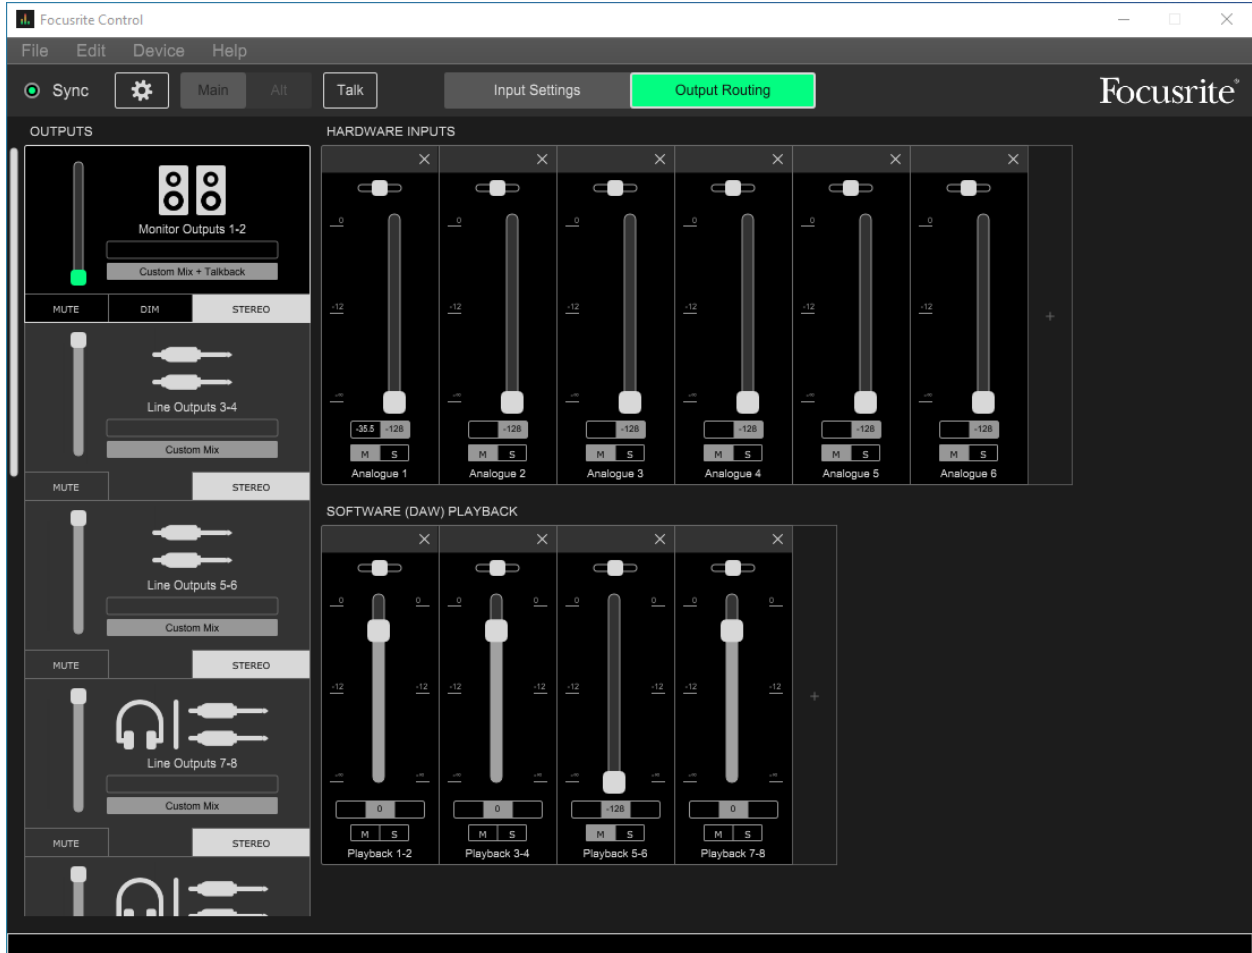 Focusrite Control
File Edit Device Help
Sync Main Alt Talk Input Settings Output Routing Focusrite
OUTPUTS
Monitor Outputs 1-2
Custom Mix + Talkback
MUTE DIM STEREO
Line Outputs 3-4
Custom Mix
MUTE STEREO
Line Outputs 5-6
Custom Mix
MUTE STEREO
Line Outputs 7-8
Custom Mix
MUTE STEREO
HARDWARE INPUTS
0 0 0 0 0 0
-12 -12 -12 -12 -12 -12
-∞ -∞ -∞ -∞ -∞ -∞
-35.5 -128 -128 -128 -128 -128 -128
M S M S M S M S M S M S
Analogue 1 Analogue 2 Analogue 3 Analogue 4 Analogue 5 Analogue 6
SOFTWARE (DAW) PLAYBACK
0 0 0 0 0 0 0 0
-12 -12 -12 -12 -12 -12 -12 -12
-∞ -∞ -∞ -∞ -∞ -∞ -∞ -∞
0 0 -128 0
M S M S M S M S
Playback 1-2 Playback 3-4 Playback 5-6 Playback 7-8